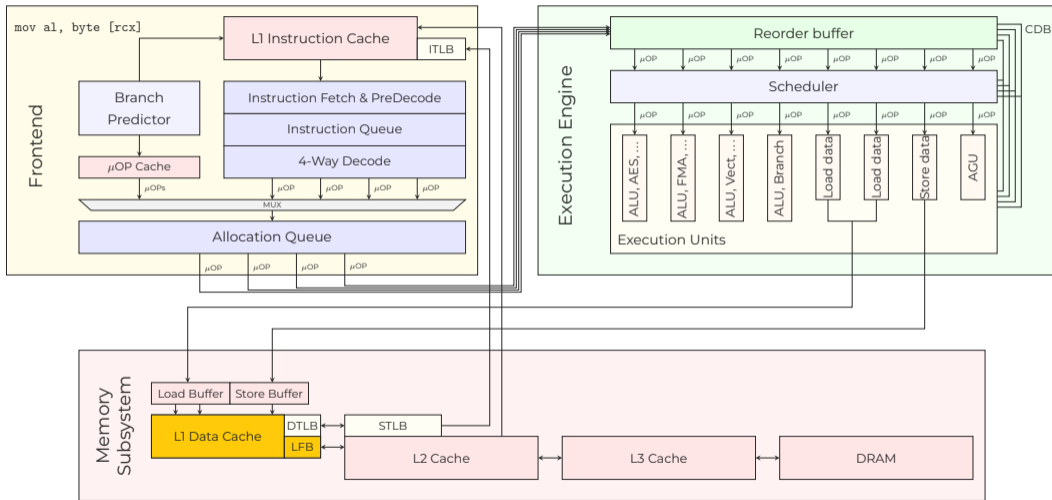 mov al, byte [rcx]
Frontend
L1 Instruction Cache
ITLB
Branch
Predictor
Instruction Fetch & PreDecode
Instruction Queue
4-Way Decode
μOP Cache
μOPs
μOP
μOP
μOP
μOP
MUX
Allocation Queue
μOP
μOP
μOP
μOP
Execution Engine
Reorder buffer
CDB
μOP
μOP
μOP
μOP
μOP
μOP
μOP
μOP
Scheduler
μOP
μOP
μOP
μOP
μOP
μOP
μOP
μOP
ALU, AES, ...
ALU, FMA, ...
ALU, Vect, ...
ALU, Branch
Load data
Load data
Store data
AGU
Execution Units
Memory
Subsystem
Load Buffer
Store Buffer
L1 Data Cache
DTLB
LFB
STLB
L2 Cache
L3 Cache
DRAM